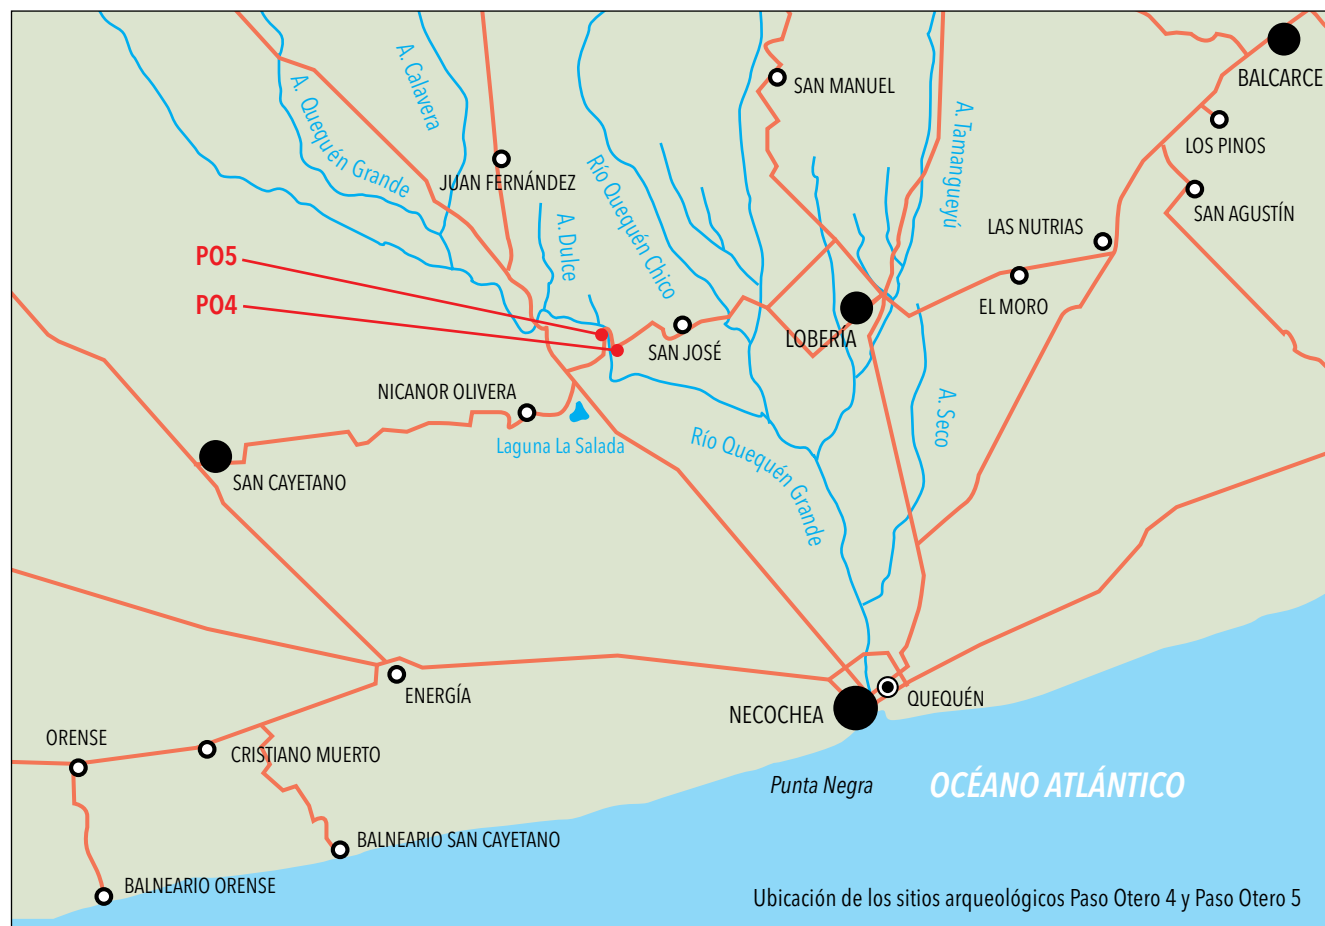 BALCARCE
SAN MANUEL
LOS PINOS
A. Calavera
A. Quequén Grande
A. Tamangueyú
JUAN FERNÁNDEZ
Río Quequén Chico
SAN AGUSTÍN
A. Dulce
LAS NUTRIAS
PO5
PO4
EL MORO
LOBERÍA
SAN JOSÉ
NICANOR OLIVERA
A. Seco
Laguna La Salada
Río Quequén Grande
SAN CAYETANO
ENERGÍA
QUEQUÉN
NECOCHEA
ORENSE
CRISTIANO MUERTO
Punta Negra
OCÉANO ATLÁNTICO
BALNEARIO SAN CAYETANO
BALNEARIO ORENSE
Ubicación de los sitios arqueológicos Paso Otero 4 y Paso Otero 5